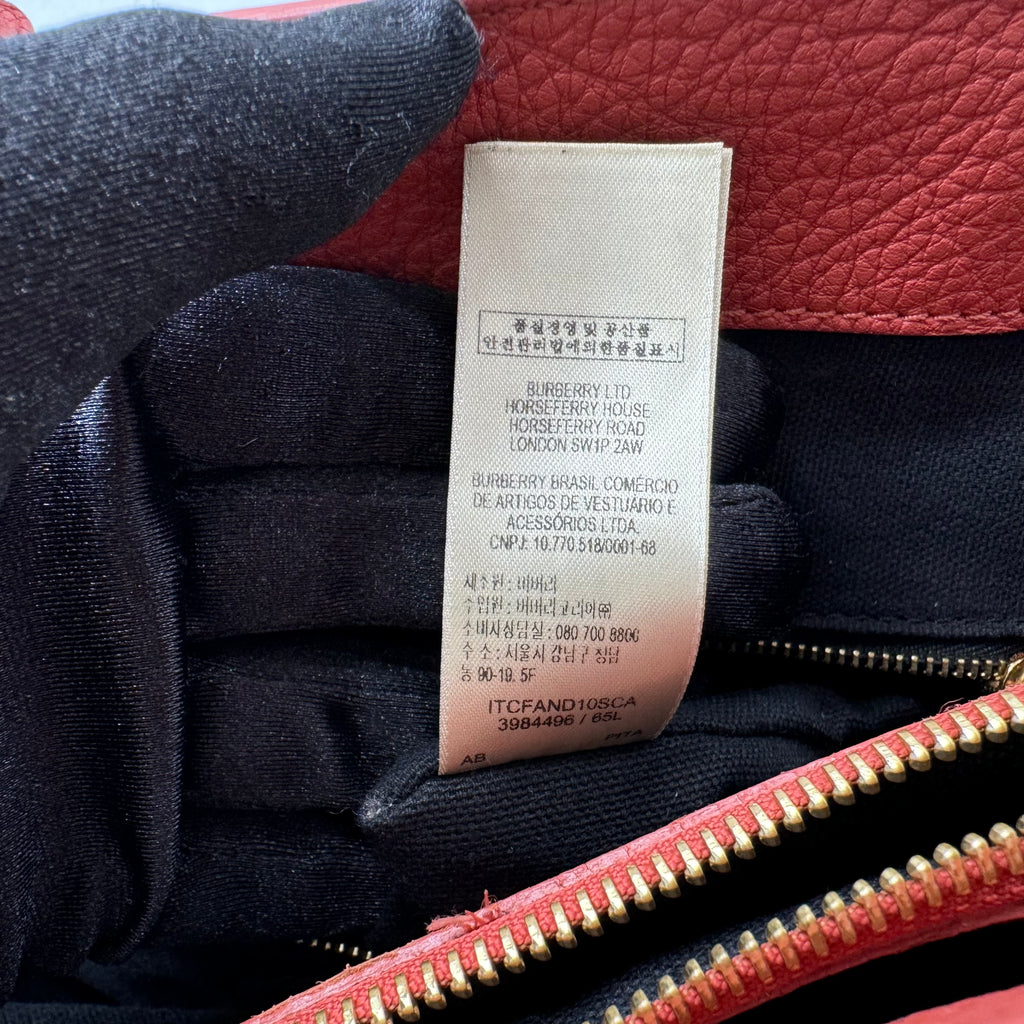 품질경영 및 공산품
안전관리법에의한품질표시
BURBERRY LTD
HORSEFERRY HOUSE
HORSEFERRY ROAD
LONDON SW1P 2AW
BURBERRY BRASIL COMÉRCIO
DE ARTIGOS DE VESTUÁRIO E
ACESSÓRIOS LTDA.
CNPJ: 10.770.518/0001-68
제조원 : 버버리
수입원 : 버버리코리아㈜
소비자상담실 : 080 700 8800
주 소 : 서울시 강남구 청담
동 90-19. 5F
ITCFAND10SCA
3984496 / 65L
AB PITA